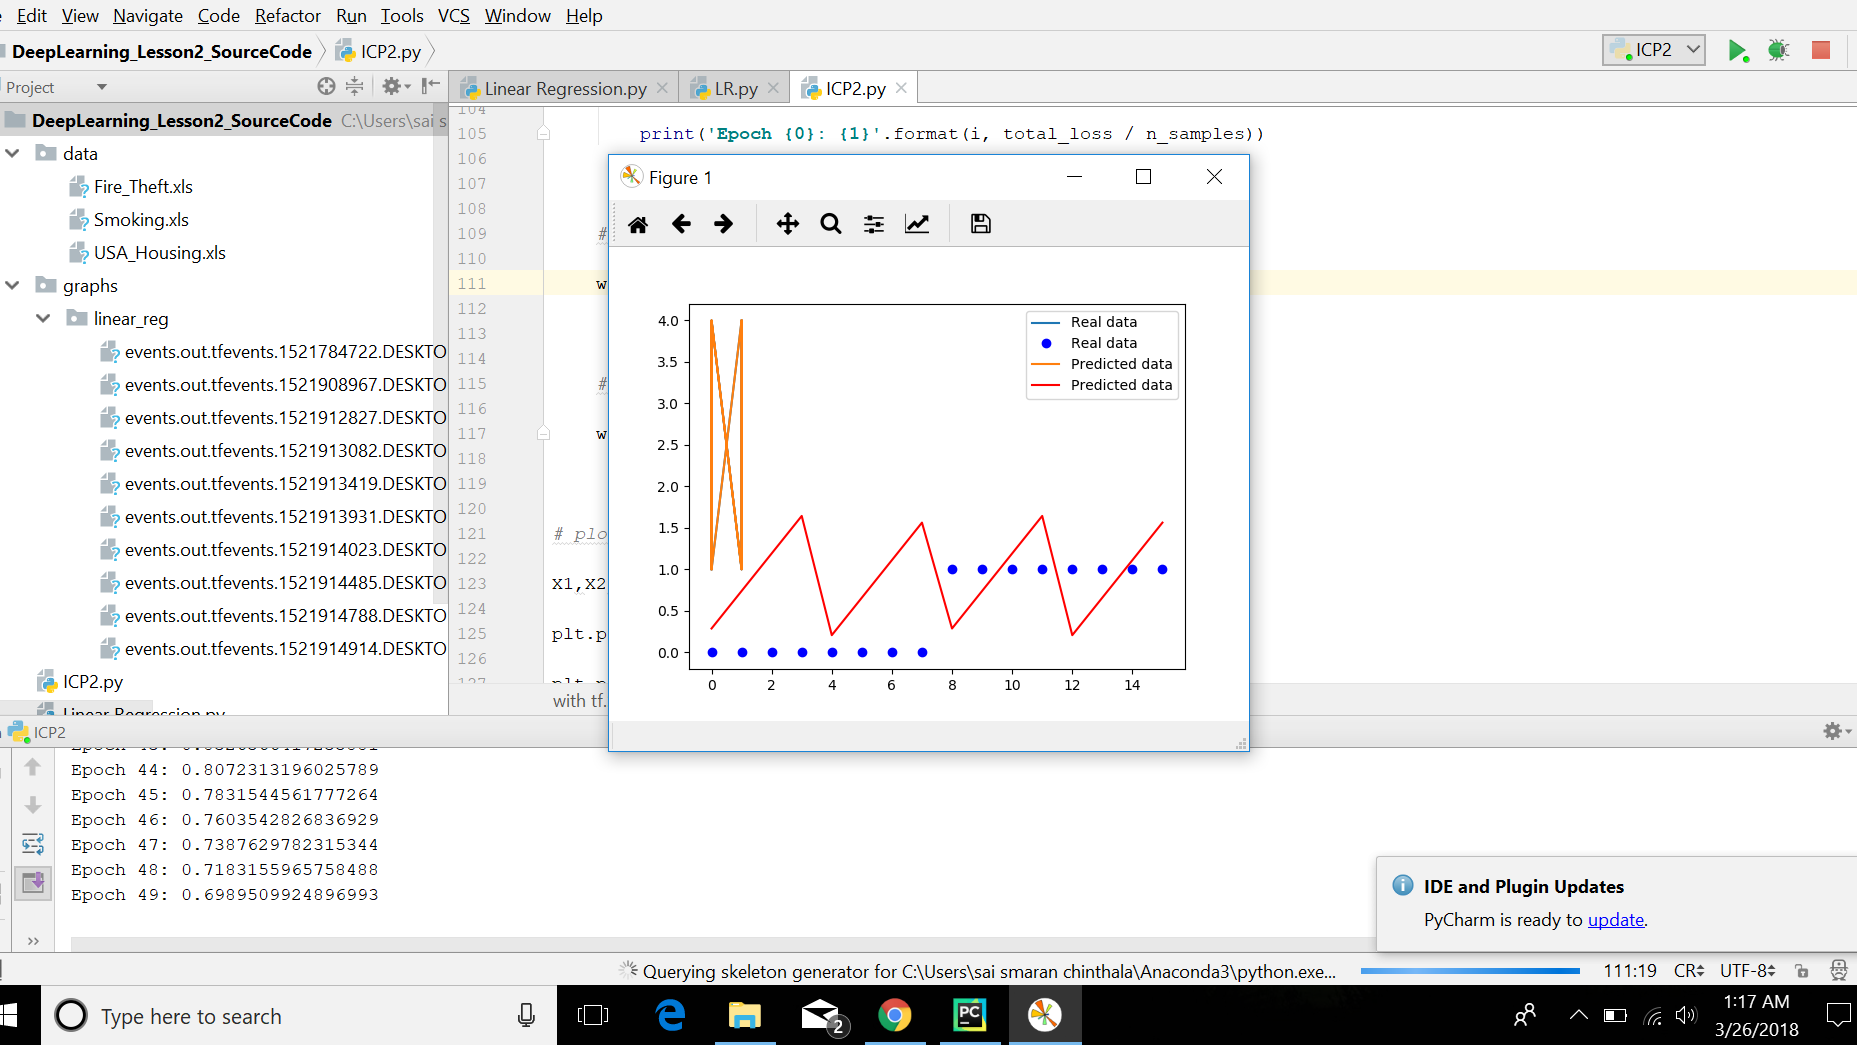 Edit View Navigate Code Refactor Run Tools VCS Window Help
DeepLearning_Lesson2_SourceCode ICP2.py ICP2
Project
Linear Regression.py LR.py ICP2.py
DeepLearning_Lesson2_SourceCode C:\Users\sai s
data
Fire_Theft.xls
Smoking.xls
USA_Housing.xls
graphs
linear_reg
events.out.tfevents.1521784722.DESKTO
events.out.tfevents.1521908967.DESKTO
events.out.tfevents.1521912827.DESKTO
events.out.tfevents.1521913082.DESKTO
events.out.tfevents.1521913419.DESKTO
events.out.tfevents.1521913931.DESKTO
events.out.tfevents.1521914023.DESKTO
events.out.tfevents.1521914485.DESKTO
events.out.tfevents.1521914788.DESKTO
events.out.tfevents.1521914914.DESKTO
ICP2.py
Linear Regression.py
104
105 print('Epoch {0}: {1}'.format(i, total_loss / n_samples))
106
107
108
109 #
110
111 w
112
113
114
115 #
116
117 w
118
119
120
121 # plo
122
123 X1,X2
124
125 plt.p
126
127 plt.p
with tf.
Figure 1
4.0
3.5
3.0
2.5
2.0
1.5
1.0
0.5
0.0
0 2 4 6 8 10 12 14
Real data
Real data
Predicted data
Predicted data
ICP2
Epoch 44: 0.8072313196025789
Epoch 45: 0.7831544561777264
Epoch 46: 0.7603542826836929
Epoch 47: 0.7387629782315344
Epoch 48: 0.7183155965758488
Epoch 49: 0.6989509924896993
IDE and Plugin Updates
PyCharm is ready to update.
Querying skeleton generator for C:\Users\sai smaran chinthala\Anaconda3\python.exe... 111:19 CR UTF-8
Type here to search
2
PC
1:17 AM
3/26/2018